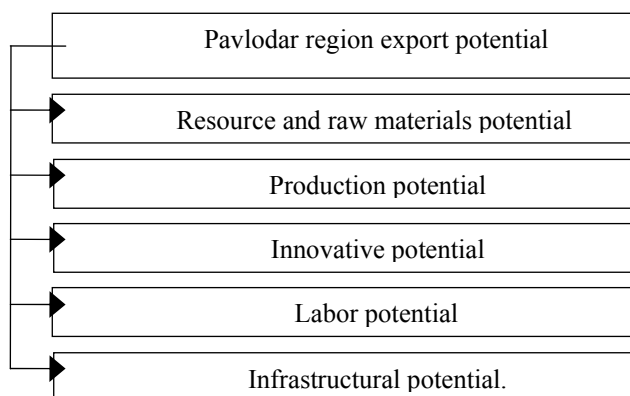 Pavlodar region export potential
Resource and raw materials potential
Production potential
Innovative potential
Labor potential
Infrastructural potential.